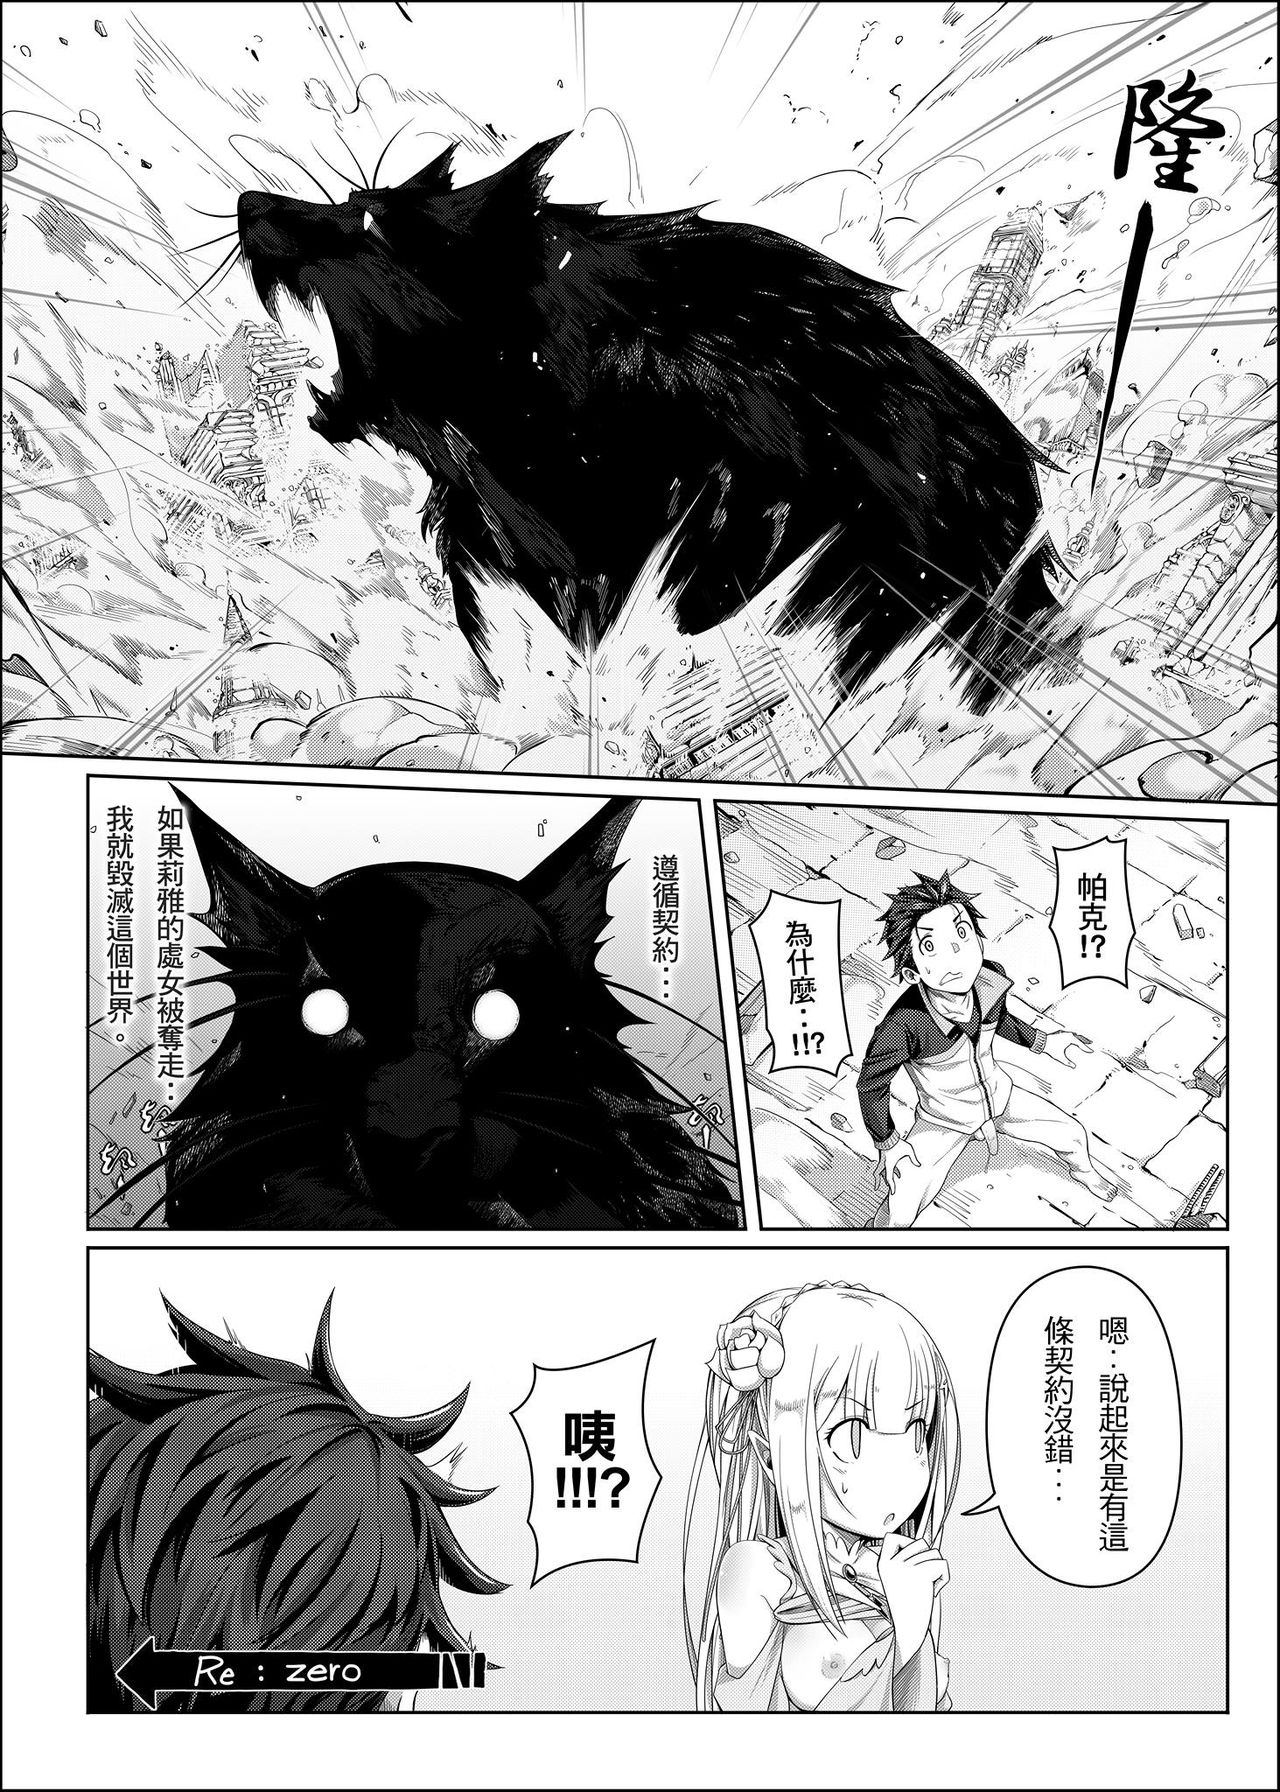 隆
帕克!?
為什麼‥!!?
遵循契約…
如果莉雅的處女被奪走‥
我就毀滅這個世界。
嗯‥說起來是有這
條契約沒錯…
咦
!!!?
Re : zero